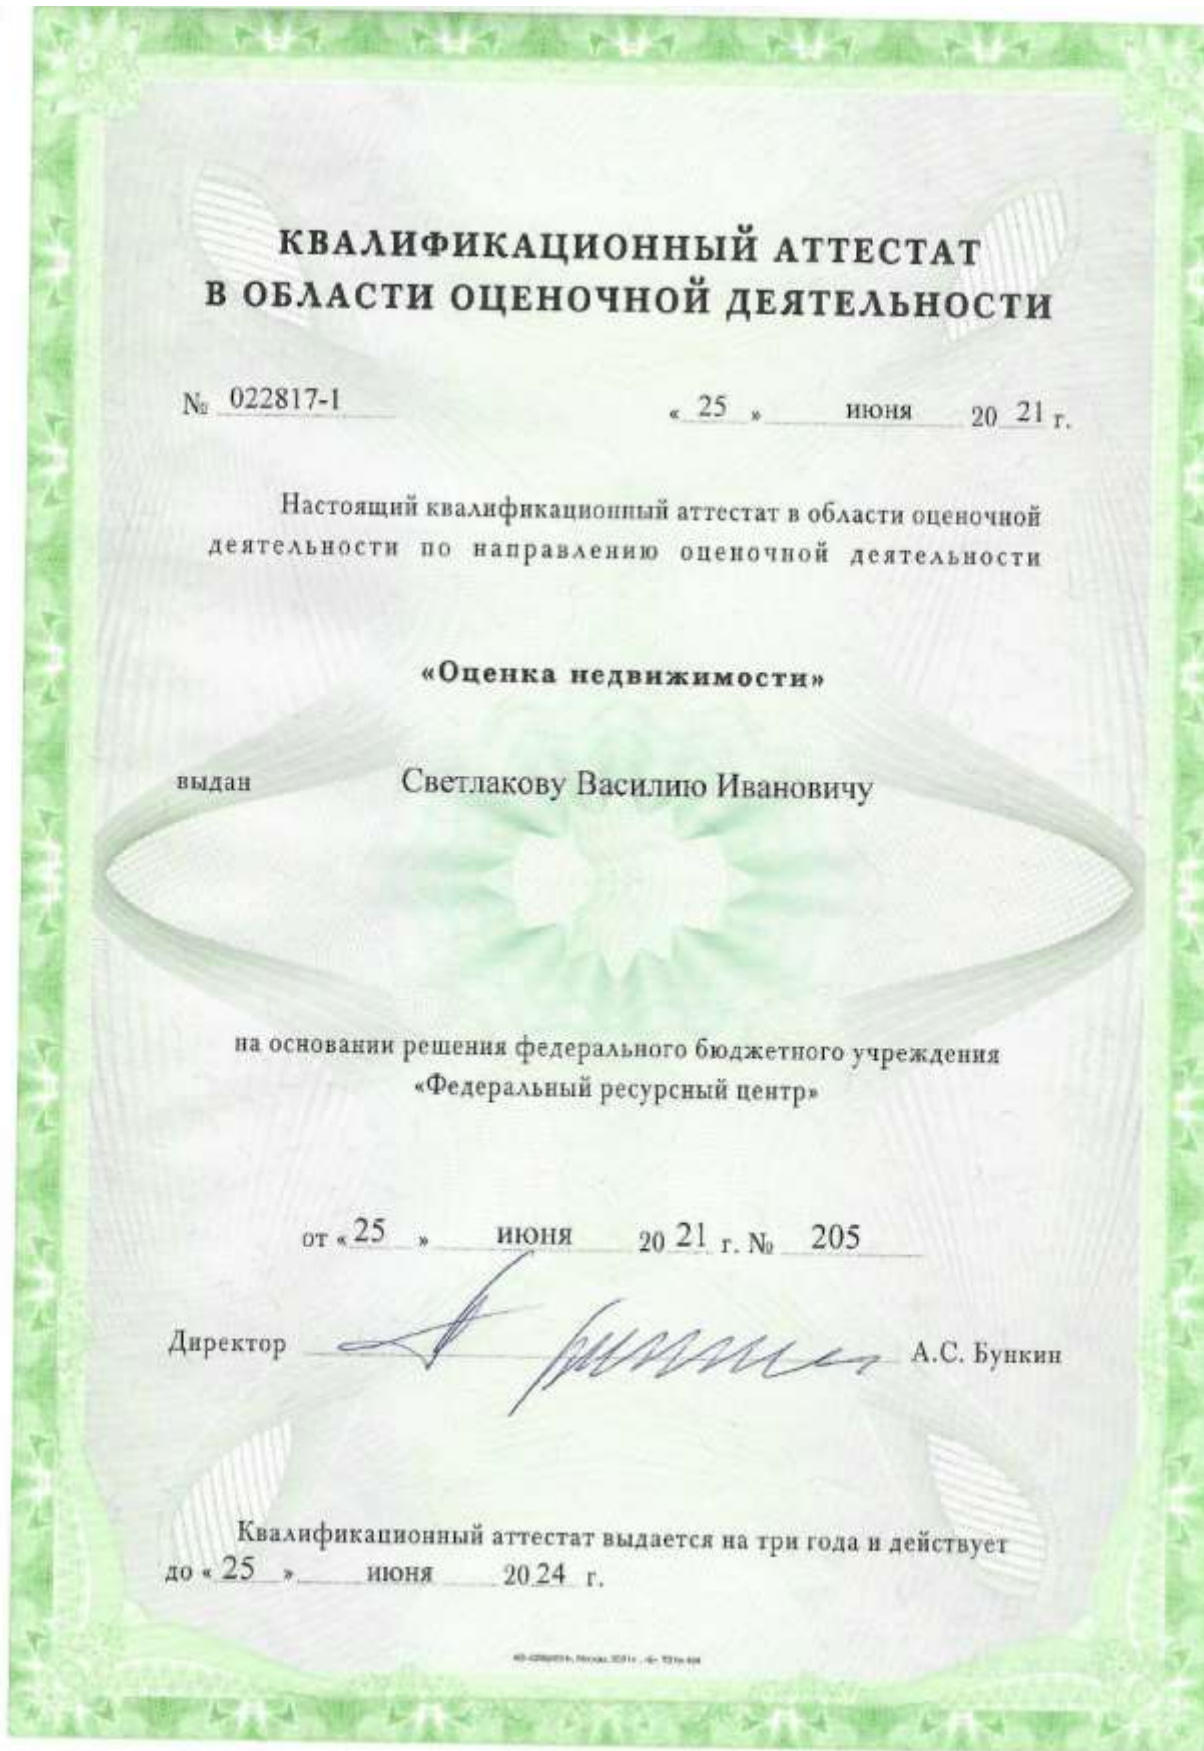 КВАЛИФИКАЦИОННЫЙ АТТЕСТАТ
В ОБЛАСТИ ОЦЕНОЧНОЙ ДЕЯТЕЛЬНОСТИ
№ 022817-1 « 25 » июня 20 21 г.
Настоящий квалификационный аттестат в области оценочной
деятельности по направлению оценочной деятельности
«Оценка недвижимости»
выдан Светлакову Василию Ивановичу
на основании решения федерального бюджетного учреждения
«Федеральный ресурсный центр»
от « 25 » июня 20 21 г. № 205
Директор А.С. Бункин
Квалификационный аттестат выдается на три года и действует
до « 25 » июня 20 24 г.